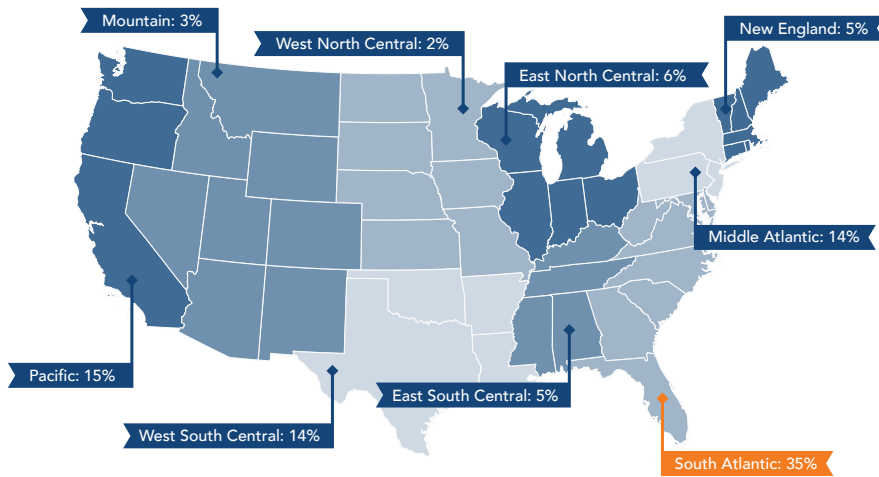 Mountain: 3%
West North Central: 2%
New England: 5%
East North Central: 6%
Middle Atlantic: 14%
Pacific: 15%
East South Central: 5%
West South Central: 14%
South Atlantic: 35%